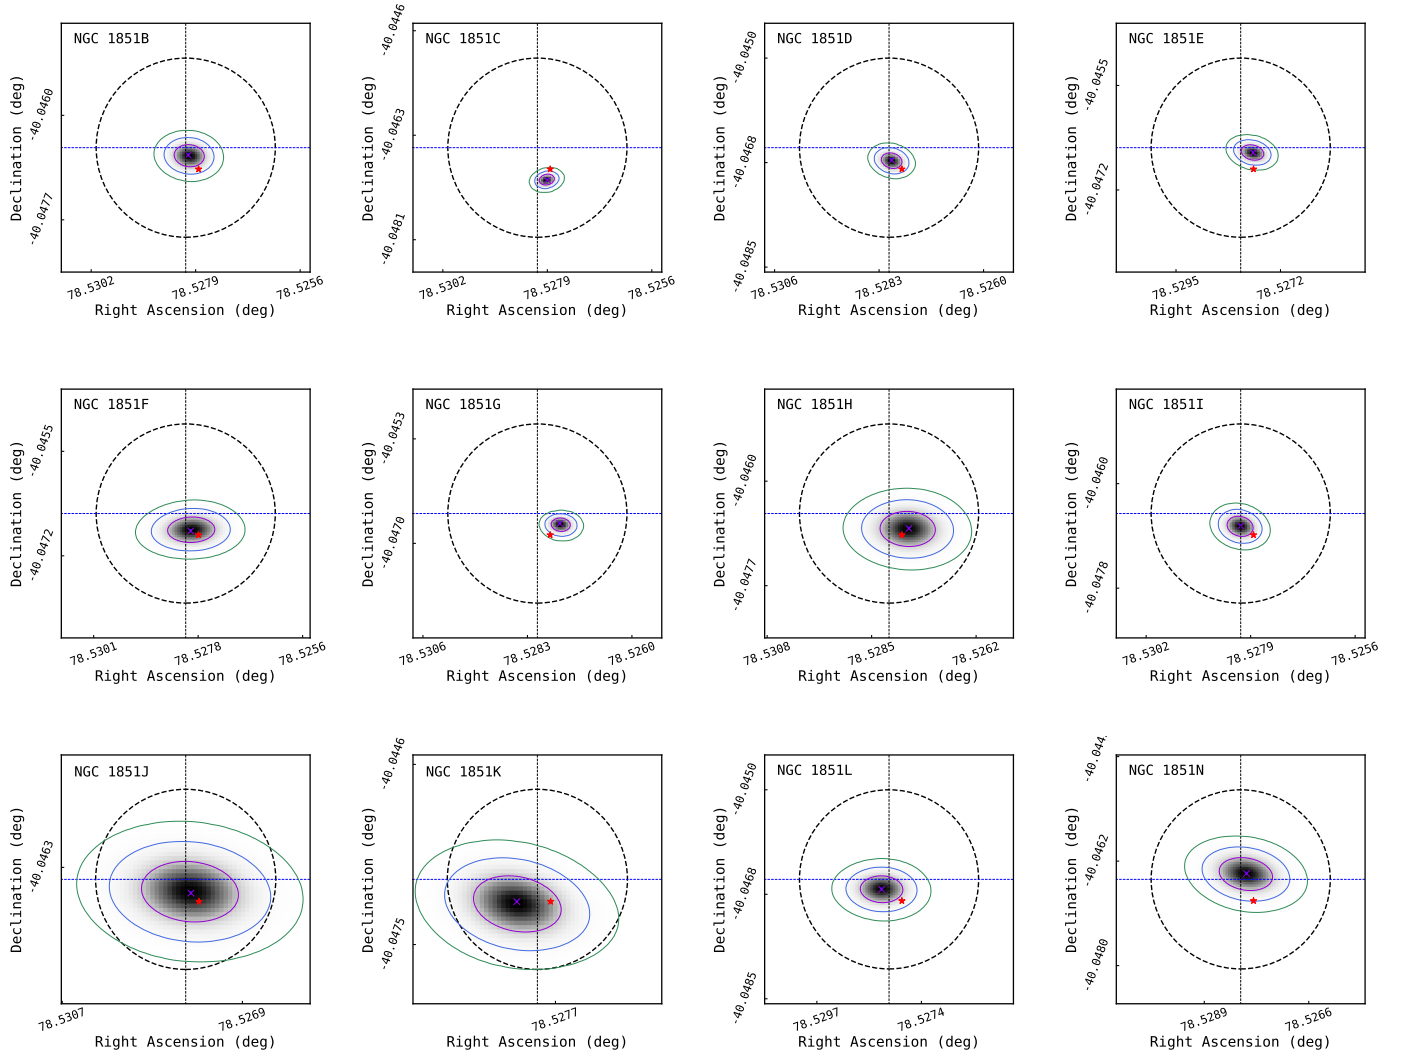 NGC 1851B
NGC 1851C
NGC 1851D
NGC 1851E
Declination (deg)
-40.0460
-40.0477
Declination (deg)
-40.0446
-40.0463
-40.0481
Declination (deg)
-40.0450
-40.0468
-40.0485
Declination (deg)
-40.0455
-40.0472
78.5302
78.5279
78.5256
78.5302
78.5279
78.5256
78.5306
78.5283
78.5260
78.5295
78.5272
Right Ascension (deg)
Right Ascension (deg)
Right Ascension (deg)
Right Ascension (deg)
NGC 1851F
NGC 1851G
NGC 1851H
NGC 1851I
Declination (deg)
-40.0455
-40.0472
Declination (deg)
-40.0453
-40.0470
Declination (deg)
-40.0460
-40.0477
Declination (deg)
-40.0460
-40.0478
78.5301
78.5278
78.5256
78.5306
78.5283
78.5260
78.5308
78.5285
78.5262
78.5302
78.5279
78.5256
Right Ascension (deg)
Right Ascension (deg)
Right Ascension (deg)
Right Ascension (deg)
NGC 1851J
NGC 1851K
NGC 1851L
NGC 1851N
Declination (deg)
-40.0463
Declination (deg)
-40.0446
-40.0475
Declination (deg)
-40.0450
-40.0468
-40.0485
Declination (deg)
-40.0462
-40.0480
78.5307
78.5269
78.5277
78.5297
78.5274
78.5289
78.5266
Right Ascension (deg)
Right Ascension (deg)
Right Ascension (deg)
Right Ascension (deg)